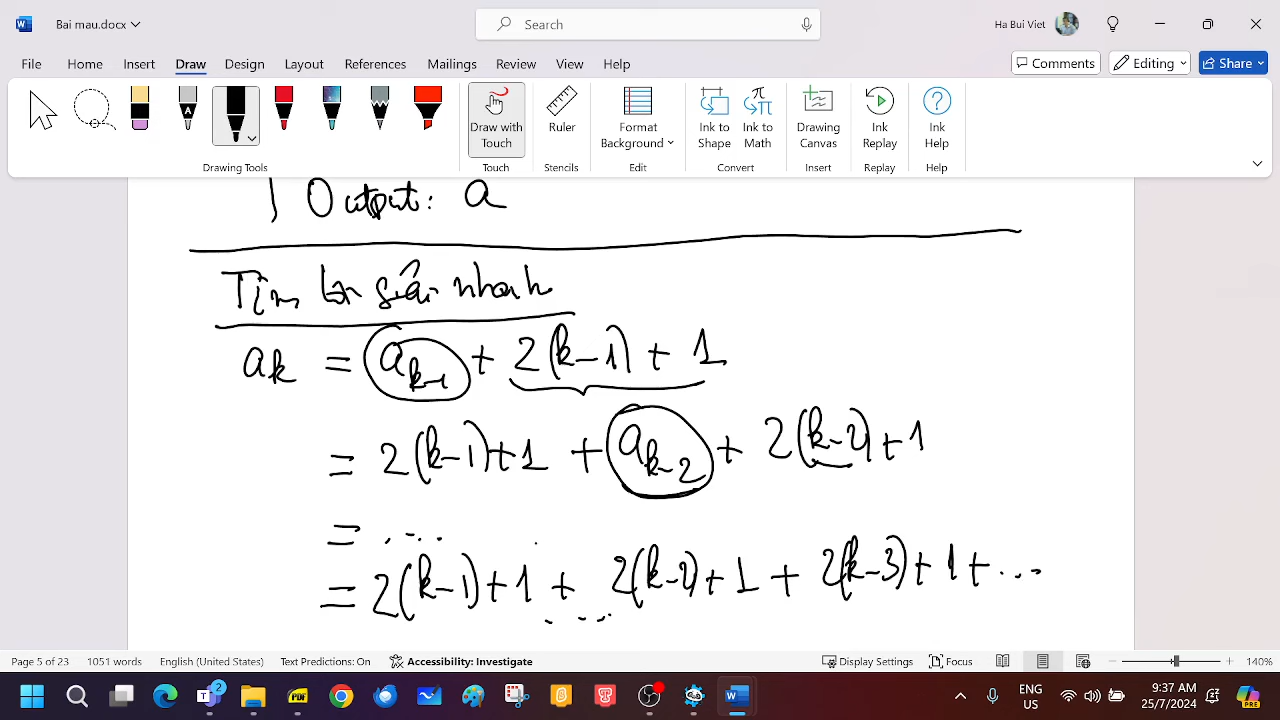 Bai mau.docx
Search
Ha Bui Viet
File Home Insert Draw Design Layout References Mailings Review View Help
Comments Editing Share
Draw with Touch
Ruler
Format Background
Ink to Shape
Ink to Math
Drawing Canvas
Ink Replay
Ink Help
Drawing Tools Touch Stencils Edit Convert Insert Replay Help
Output: a
Tìm lời giải nhanh
ak = a_{k-1} + 2(k-1) + 1
= 2(k-1)+1 + a_{k-2} + 2(k-2)+1
= ....
= 2(k-1)+1 + 2(k-2)+1 + 2(k-3)+1+...
....
Page 5 of 23 1051 words English (United States) Text Predictions: On Accessibility: Investigate Display Settings Focus 140%
2 PDF ENG US 9:37 AM 25/7/2024 PRE